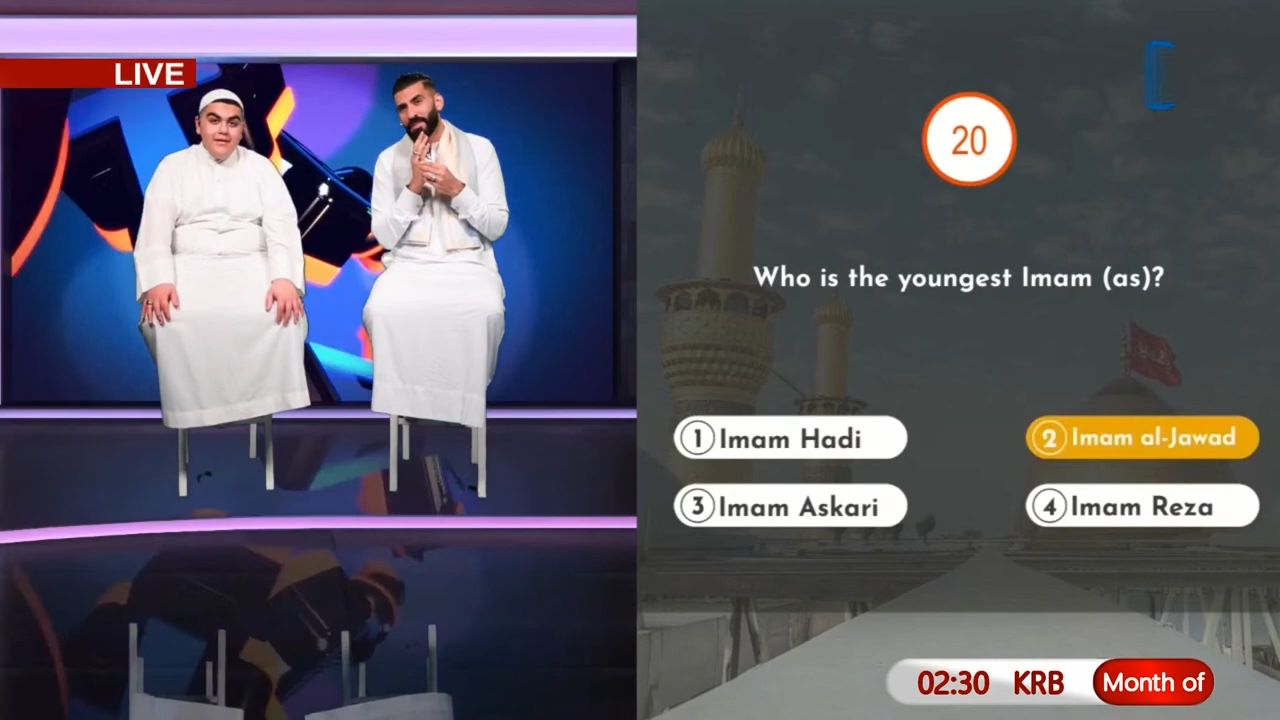 LIVE
20
Who is the youngest Imam (as)?
1 Imam Hadi
2 Imam al-Jawad
3 Imam Askari
4 Imam Reza
02:30 KRB Month of